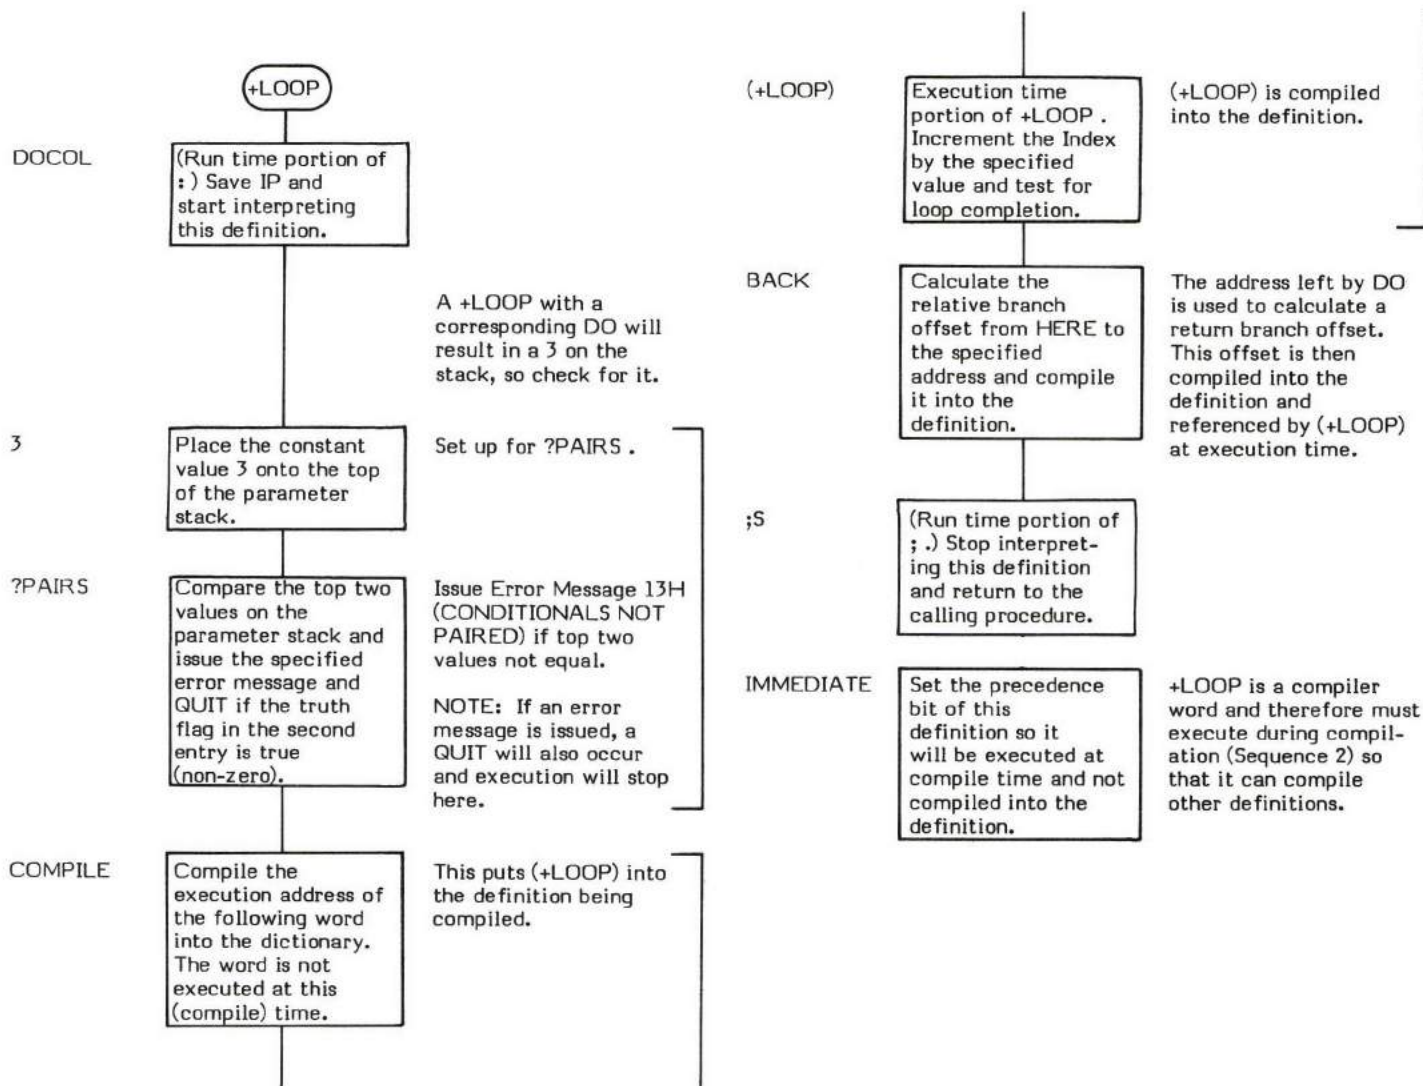 +LOOP
DOCOL
(Run time portion of
: ) Save IP and
start interpreting
this definition.
A +LOOP with a
corresponding DO will
result in a 3 on the
stack, so check for it.
3
Place the constant
value 3 onto the top
of the parameter
stack.
Set up for ?PAIRS .
?PAIRS
Compare the top two
values on the
parameter stack and
issue the specified
error message and
QUIT if the truth
flag in the second
entry is true
(non-zero).
Issue Error Message 13H
(CONDITIONALS NOT
PAIRED) if top two
values not equal.
NOTE: If an error
message is issued, a
QUIT will also occur
and execution will stop
here.
COMPILE
Compile the
execution address of
the following word
into the dictionary.
The word is not
executed at this
(compile) time.
This puts (+LOOP) into
the definition being
compiled.
(+LOOP)
Execution time
portion of +LOOP .
Increment the Index
by the specified
value and test for
loop completion.
(+LOOP) is compiled
into the definition.
BACK
Calculate the
relative branch
offset from HERE to
the specified
address and compile
it into the
definition.
The address left by DO
is used to calculate a
return branch offset.
This offset is then
compiled into the
definition and
referenced by (+LOOP)
at execution time.
;S
(Run time portion of
; .) Stop interpret-
ing this definition
and return to the
calling procedure.
IMMEDIATE
Set the precedence
bit of this
definition so it
will be executed at
compile time and not
compiled into the
definition.
+LOOP is a compiler
word and therefore must
execute during compil-
ation (Sequence 2) so
that it can compile
other definitions.